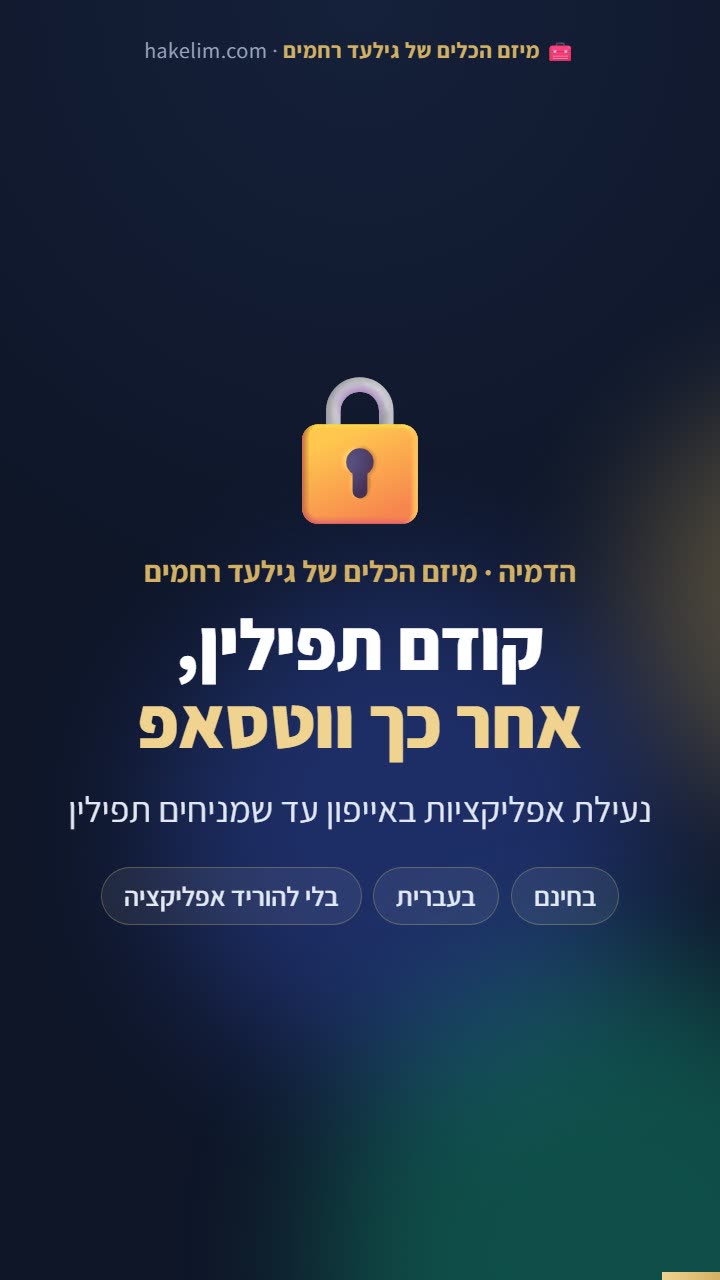 🧰 מיזם הכלים של גילעד רחמים · hakelim.com
הדמיה · מיזם הכלים של גילעד רחמים
קודם תפילין,
אחר כך ווטסאפ
נעילת אפליקציות באייפון עד שמניחים תפילין
בחינם
בעברית
בלי להוריד אפליקציה